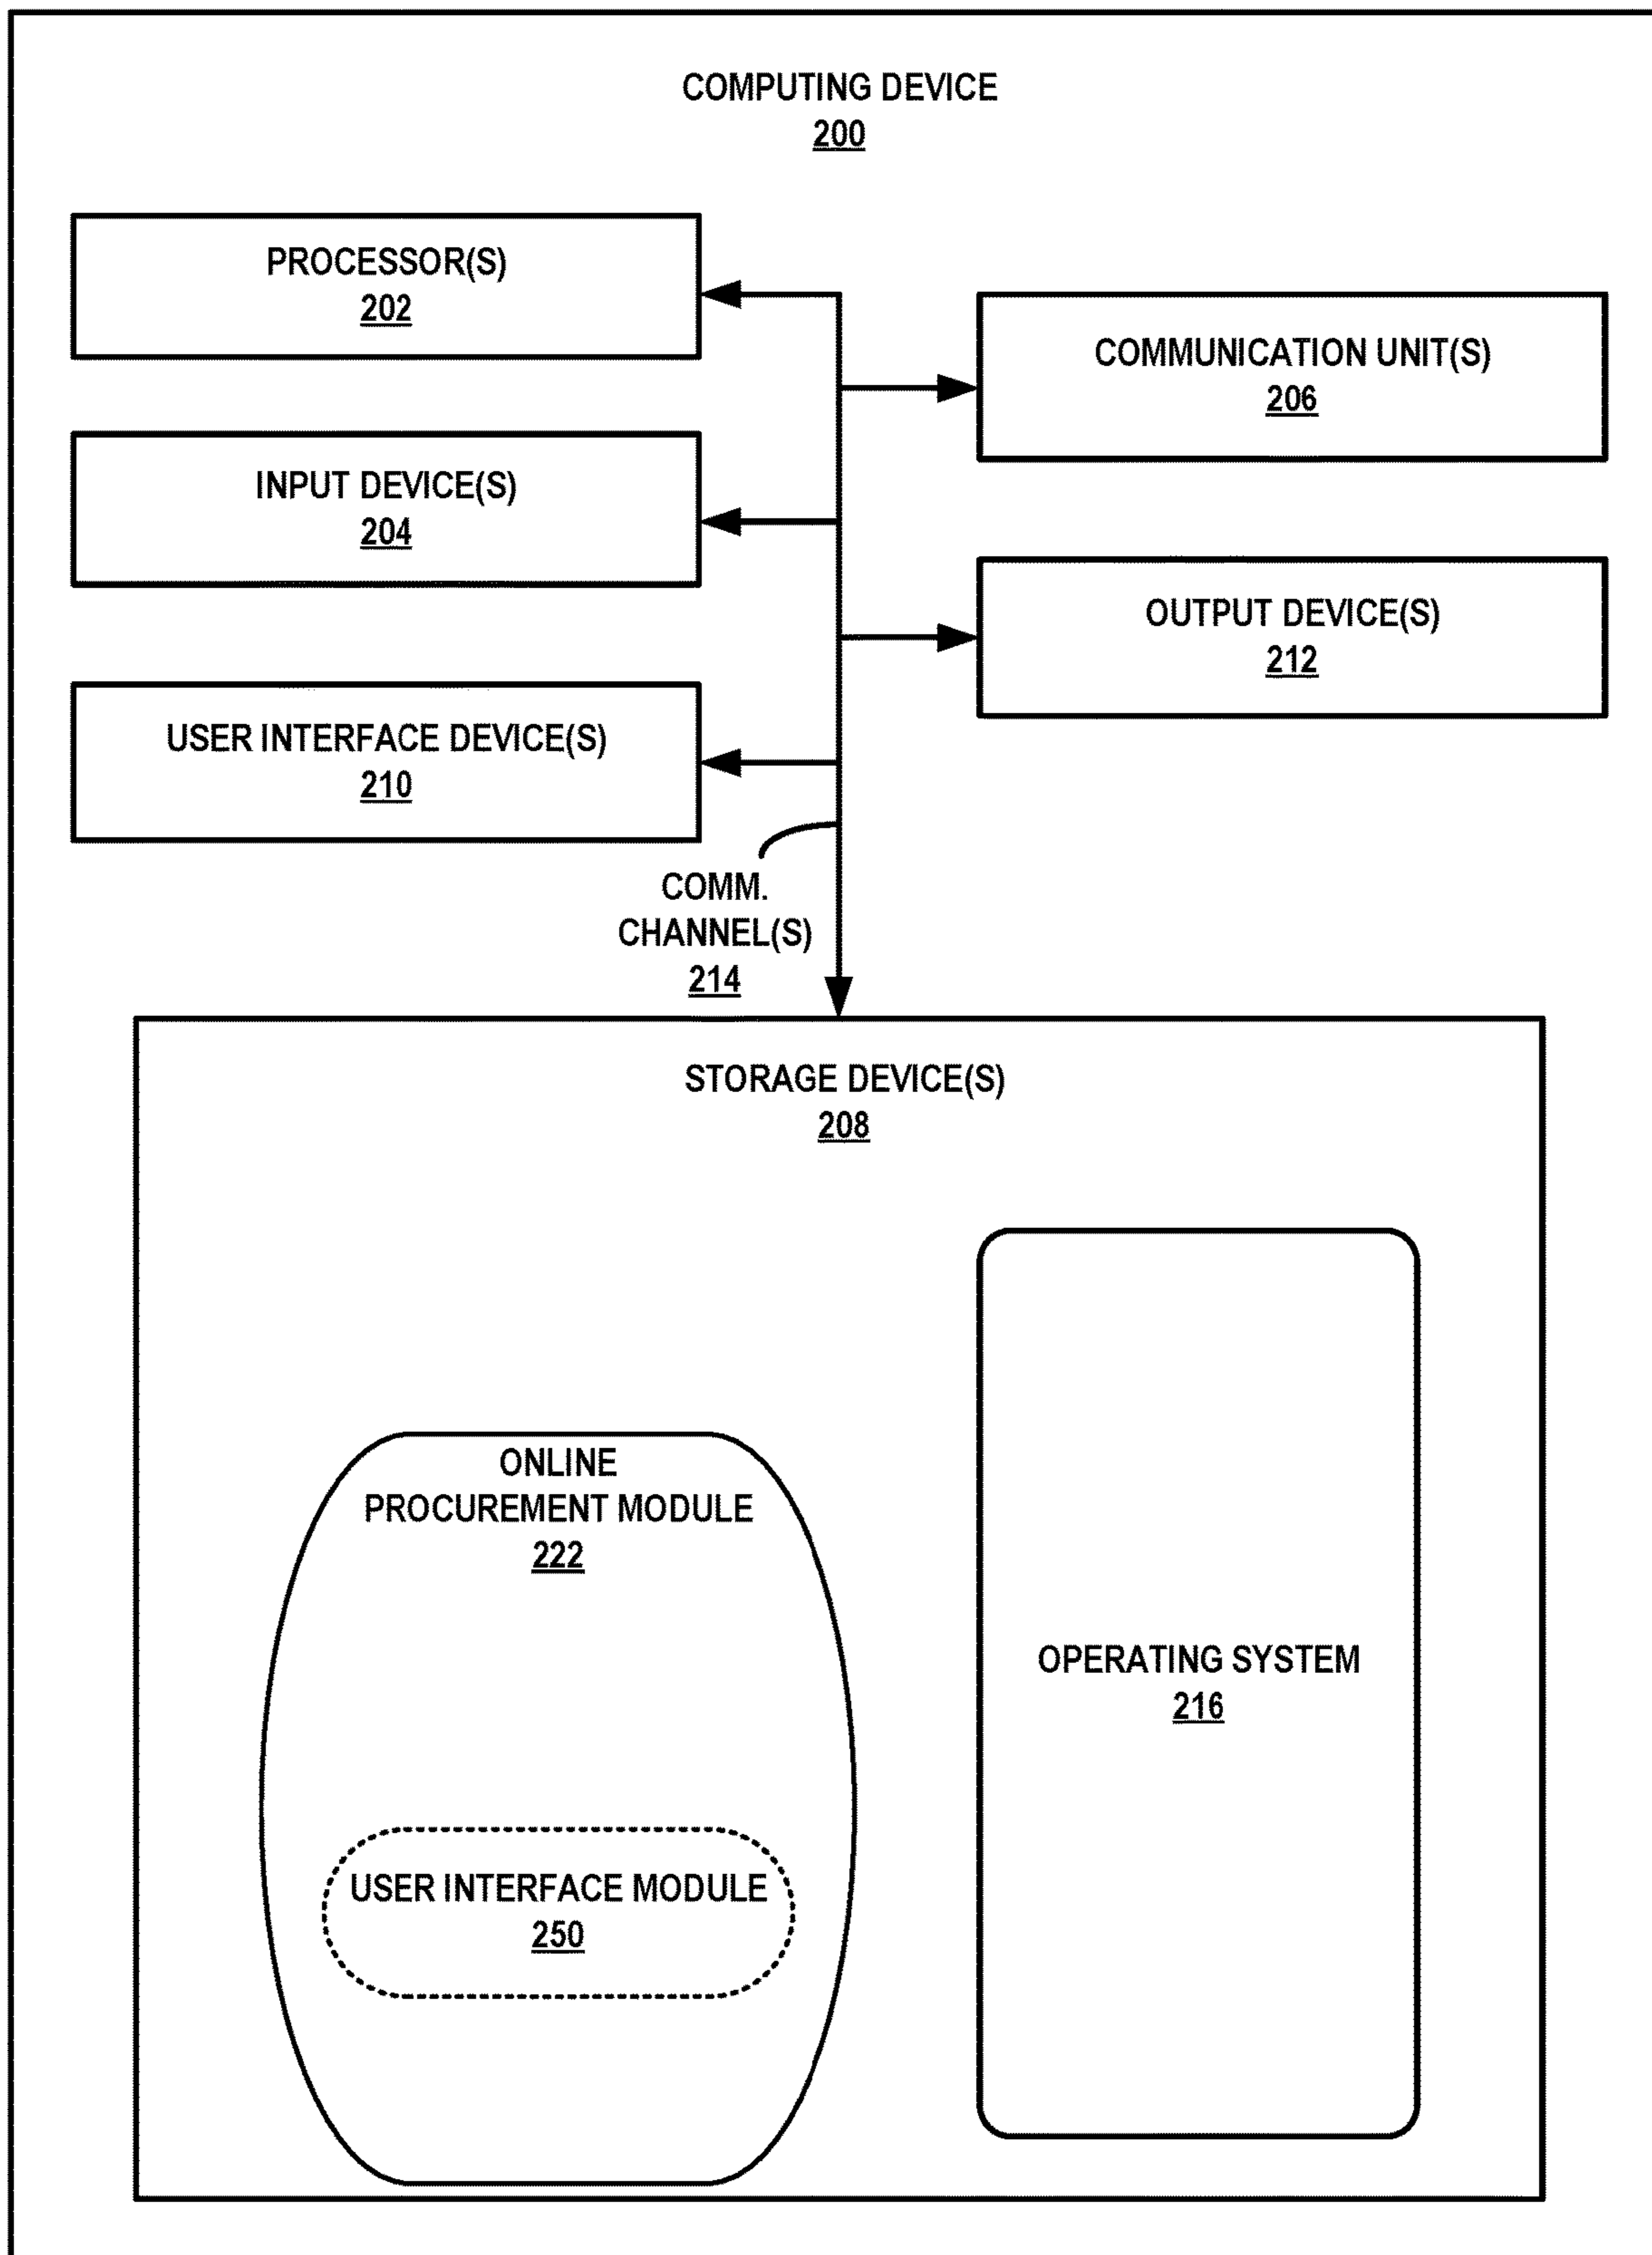 COMPUTING DEVICE
200
PROCESSOR(S)
202
COMMUNICATION UNIT(S)
206
INPUT DEVICE(S)
204
OUTPUT DEVICE(S)
212
USER INTERFACE DEVICE(S)
210
COMM.
CHANNEL(S)
214
STORAGE DEVICE(S)
208
ONLINE
PROCUREMENT MODULE
222
OPERATING SYSTEM
216
USER INTERFACE MODULE
250